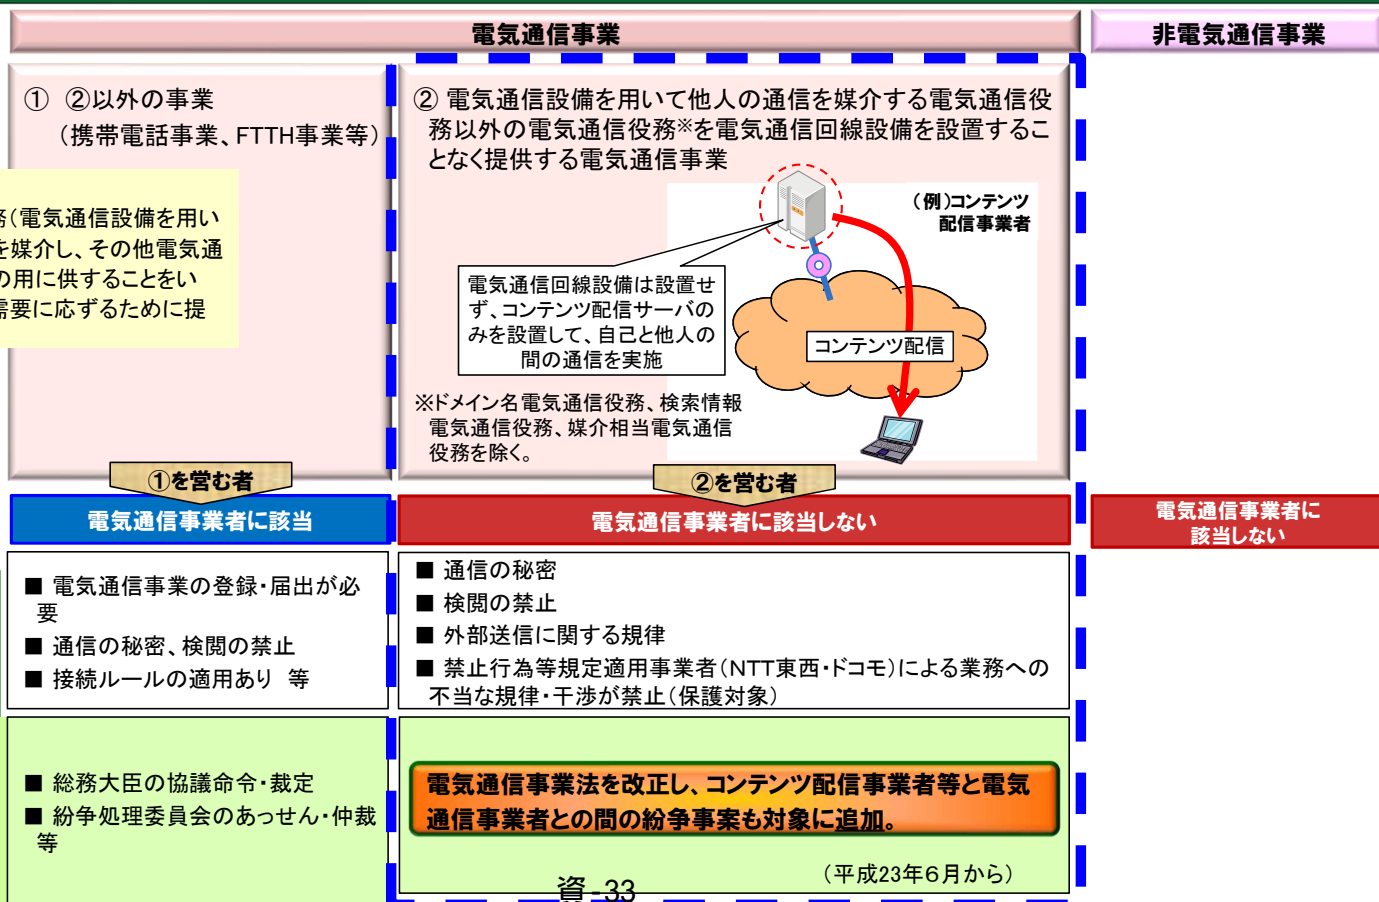 電気通信事業
非電気通信事業
① ②以外の事業
（携帯電話事業、FTTH事業等）
務（電気通信設備を用い
を媒介し、その他電気通
の用に供することをい
需要に応ずるために提
② 電気通信設備を用いて他人の通信を媒介する電気通信役
務以外の電気通信役務※を電気通信回線設備を設置するこ
となく提供する電気通信事業
（例）コンテンツ
配信事業者
電気通信回線設備は設置せ
ず、コンテンツ配信サーバの
みを設置して、自己と他人の
間の通信を実施
コンテンツ配信
※ドメイン名電気通信役務、検索情報
電気通信役務、媒介相当電気通信
役務を除く。
①を営む者
②を営む者
電気通信事業者に該当
電気通信事業者に該当しない
電気通信事業者に
該当しない
■ 電気通信事業の登録・届出が必
要
■ 通信の秘密、検閲の禁止
■ 接続ルールの適用あり 等
■ 通信の秘密
■ 検閲の禁止
■ 外部送信に関する規律
■ 禁止行為等規定適用事業者（NTT東西・ドコモ）による業務への
不当な規律・干渉が禁止（保護対象）
■ 総務大臣の協議命令・裁定
■ 紛争処理委員会のあっせん・仲裁
等
電気通信事業法を改正し、コンテンツ配信事業者等と電気
通信事業者との間の紛争事案も対象に追加。
（平成23年６月から）
資-33